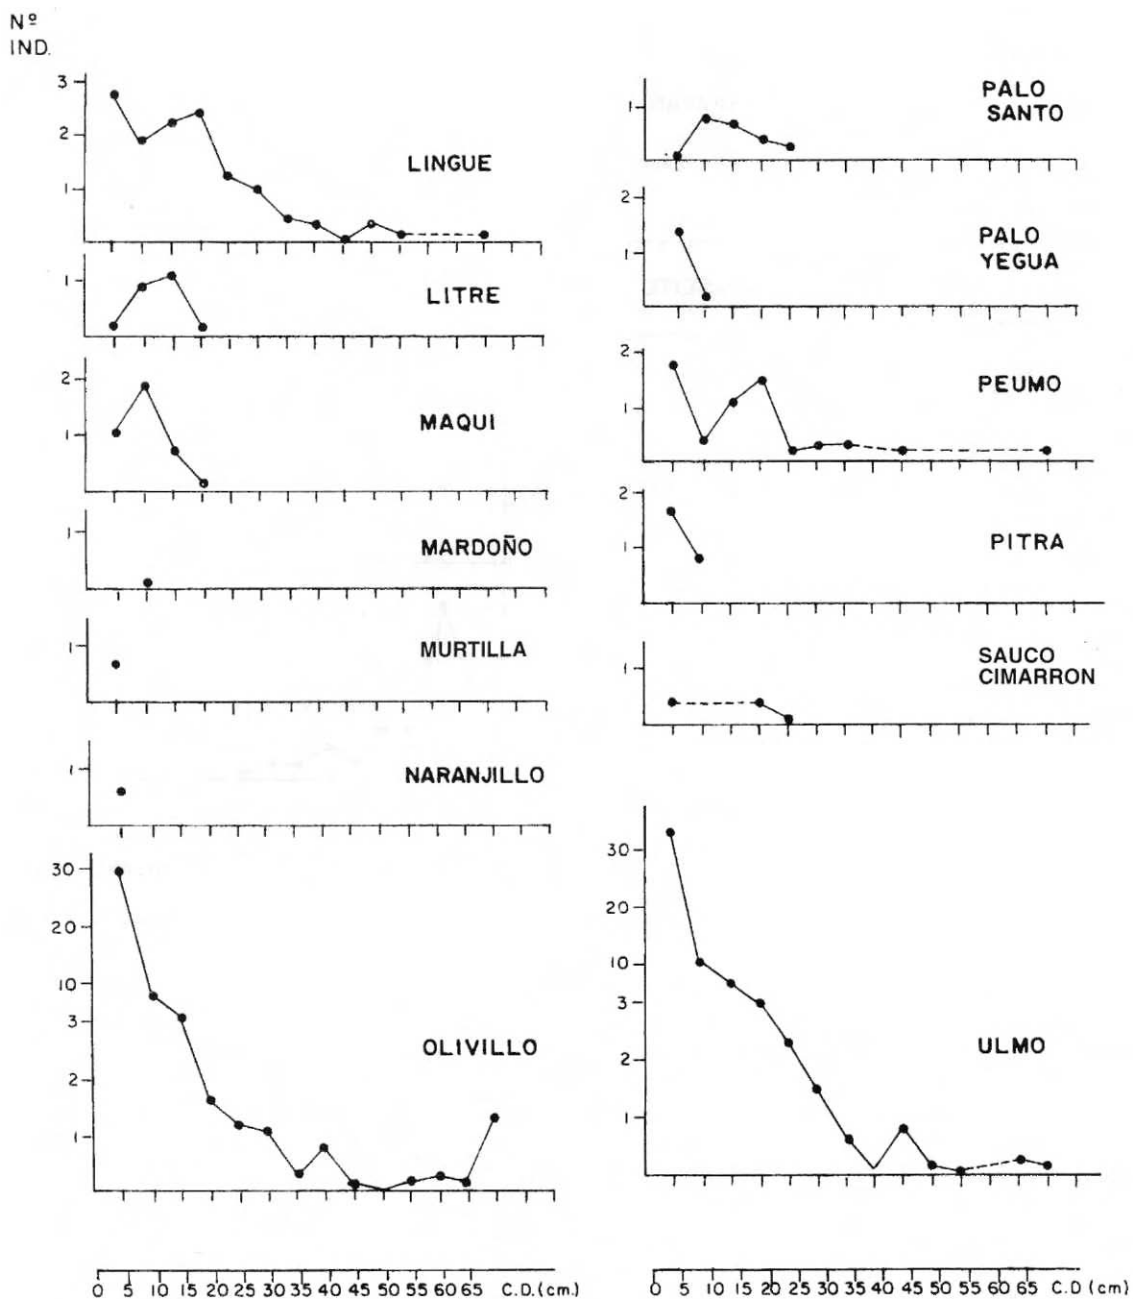 Nº
IND.
3
2
1
LINGUE
1
LITRE
2
1
MAQUI
1
MARDOÑO
1
MURTILLA
1
NARANJILLO
30
20
10
3
2
1
OLIVILLO
0 5 10 15 20 25 30 35 40 45 50 55 60 65 C.D.(cm.)
1
PALO
SANTO
2
1
PALO
YEGUA
2
1
PEUMO
2
1
PITRA
1
SAUCO
CIMARRON
30
20
10
3
2
1
ULMO
0 5 10 15 20 25 30 35 40 45 50 55 60 65 C.D (cm)